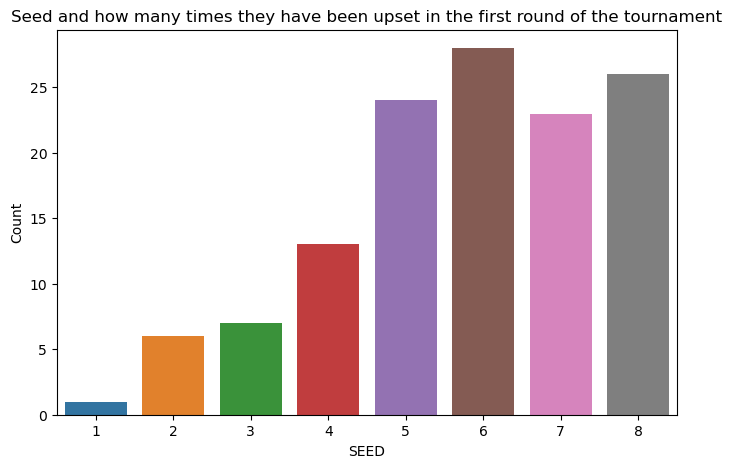 Seed and how many times they have been upset in the first round of the tournament
25
20
15
10
5
0
Count
1 2 3 4 5 6 7 8
SEED